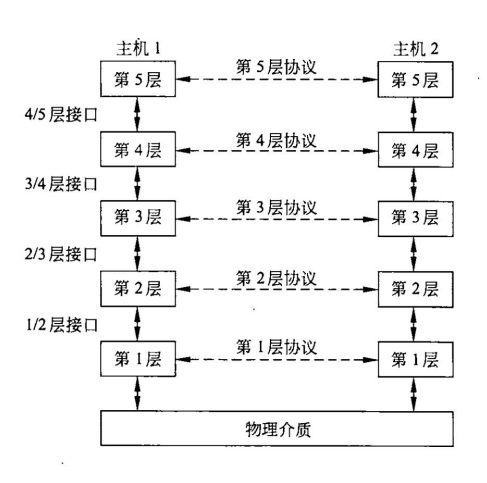 主机1 主机2
第5层 第5层协议 第5层
4/5层接口
第4层 第4层协议 第4层
3/4层接口
第3层 第3层协议 第3层
2/3层接口
第2层 第2层协议 第2层
1/2层接口
第1层 第1层协议 第1层
物理介质